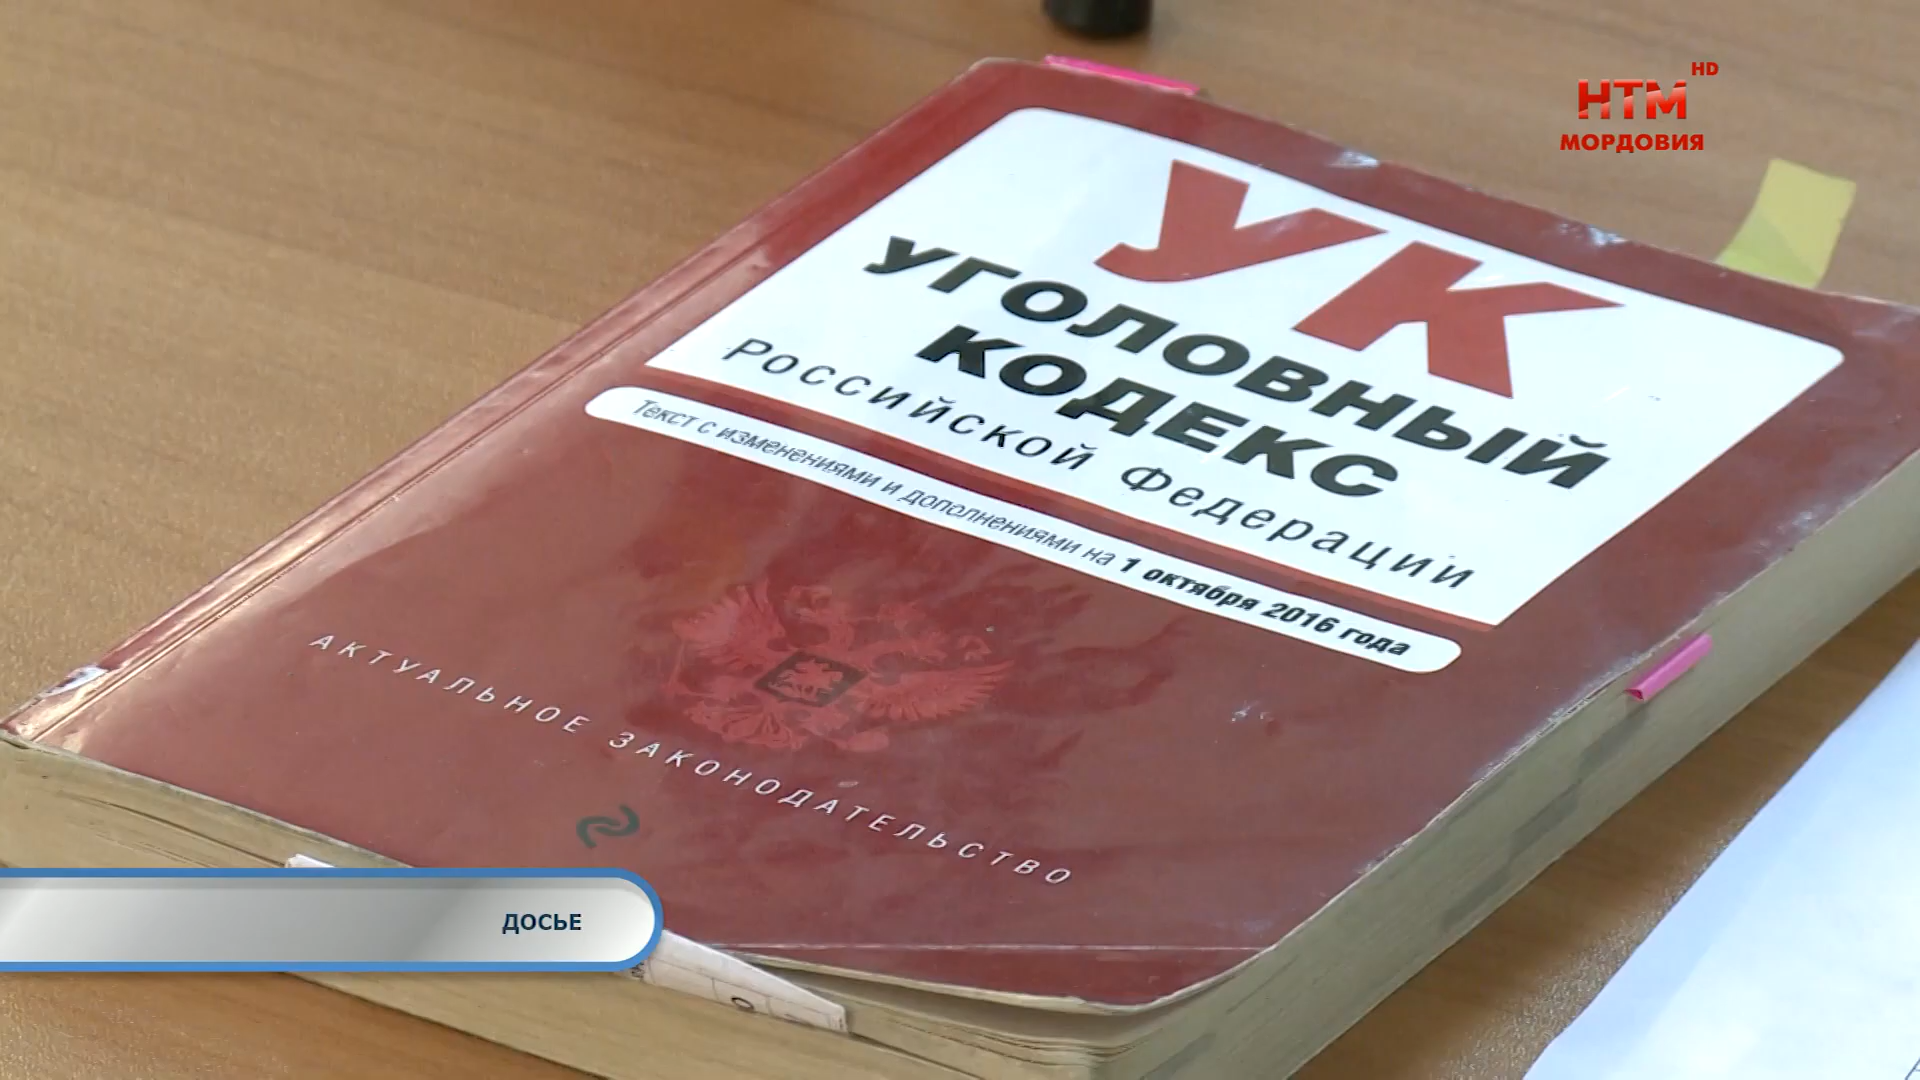 HD
НТМ
МОРДОВИЯ
УК
УГОЛОВНЫЙ
КОДЕКС
Российской Федерации
Текст с изменениями и дополнениями на 1 октября 2016 года
АКТУАЛЬНОЕ ЗАКОНОДАТЕЛЬСТВО
ДОСЬЕ